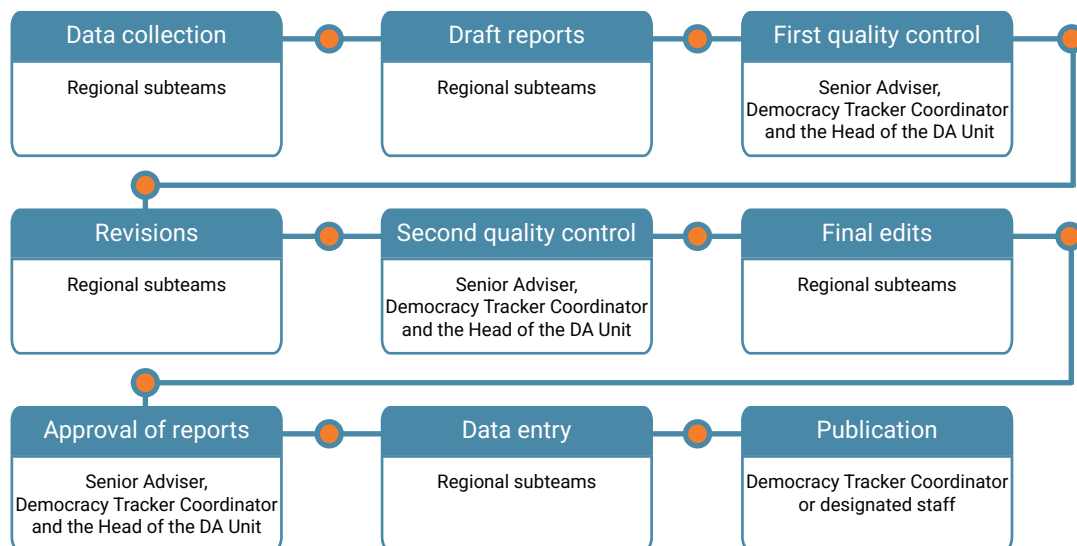 Data collection
Regional subteams
Draft reports
Regional subteams
First quality control
Senior Adviser,
Democracy Tracker Coordinator
and the Head of the DA Unit
Revisions
Regional subteams
Second quality control
Senior Adviser,
Democracy Tracker Coordinator
and the Head of the DA Unit
Final edits
Regional subteams
Approval of reports
Senior Adviser,
Democracy Tracker Coordinator
and the Head of the DA Unit
Data entry
Regional subteams
Publication
Democracy Tracker Coordinator
or designated staff